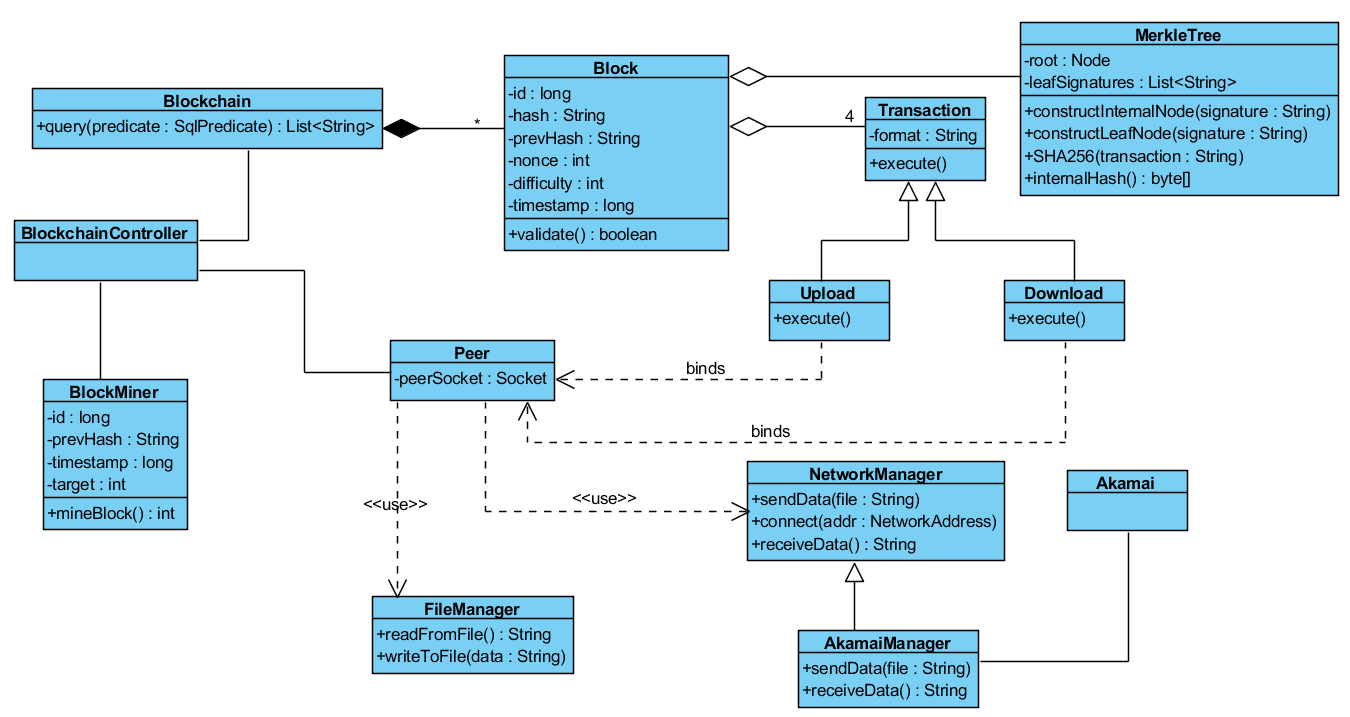 MerkleTree
-root : Node
-leafSignatures : List<String>
+constructInternalNode(signature : String)
+constructLeafNode(signature : String)
+SHA256(transaction : String)
+internalHash() : byte[]
Block
-id : long
-hash : String
-prevHash : String
-nonce : int
-difficulty : int
-timestamp : long
+validate() : boolean
Blockchain
+query(predicate : SqlPredicate) : List<String>
*
4
Transaction
-format : String
+execute()
BlockchainController
Upload
+execute()
Download
+execute()
Peer
-peerSocket : Socket
binds
binds
BlockMiner
-id : long
-prevHash : String
-timestamp : long
-target : int
+mineBlock() : int
<<use>>
<<use>>
NetworkManager
+sendData(file : String)
+connect(addr : NetworkAddress)
+receiveData() : String
Akamai
FileManager
+readFromFile() : String
+writeToFile(data : String)
AkamaiManager
+sendData(file : String)
+receiveData() : String